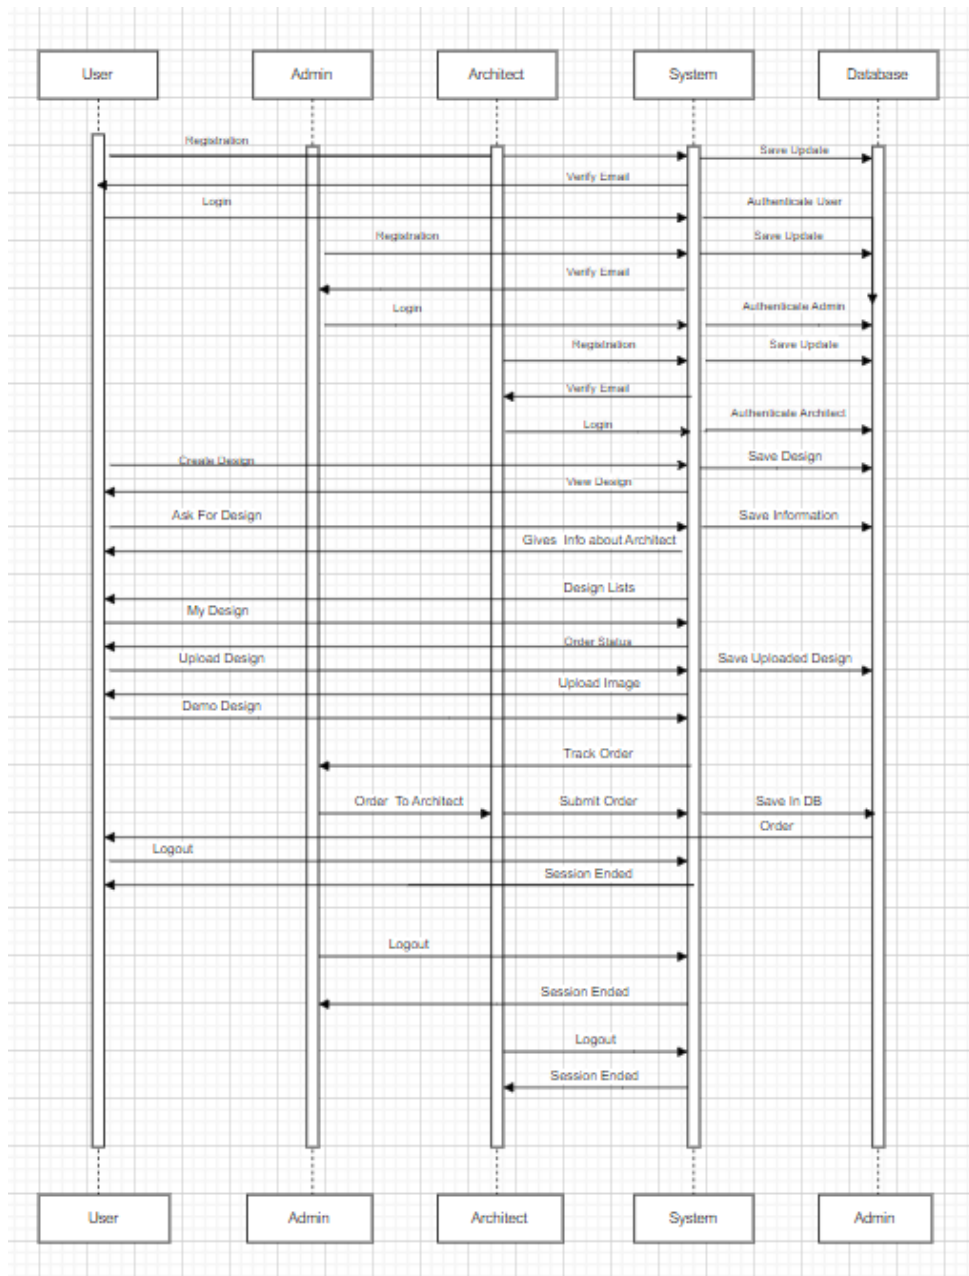 User
Admin
Architect
System
Database
Registration
Save Update
Verify Email
Login
Authenticate User
Registration
Save Update
Verify Email
Login
Authenticate Admin
Registration
Save Update
Verify Email
Login
Authenticate Architect
Create Design
Save Design
View Design
Ask For Design
Save Information
Gives Info about Architect
Design Lists
My Design
Order Status
Upload Design
Save Uploaded Design
Upload Image
Demo Design
Track Order
Order To Architect
Submit Order
Save In DB
Order
Logout
Session Ended
Logout
Session Ended
Logout
Session Ended
User
Admin
Architect
System
Admin